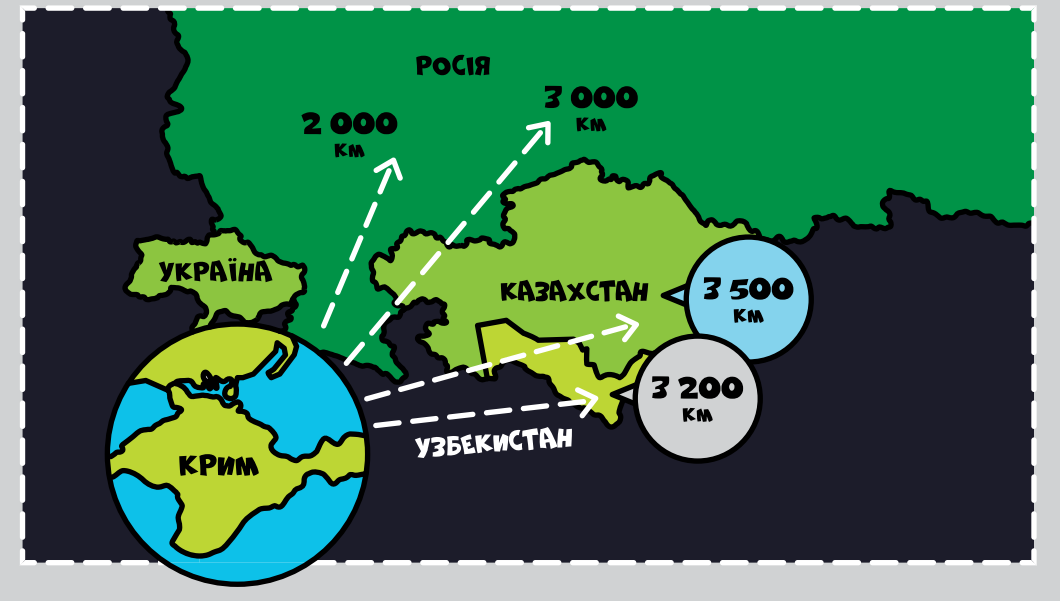 РОСІЯ
3 000
КМ
2 000
КМ
УКРАЇНА
КАЗАХСТАН
3 500
КМ
3 200
КМ
УЗБЕКИСТАН
КРИМ